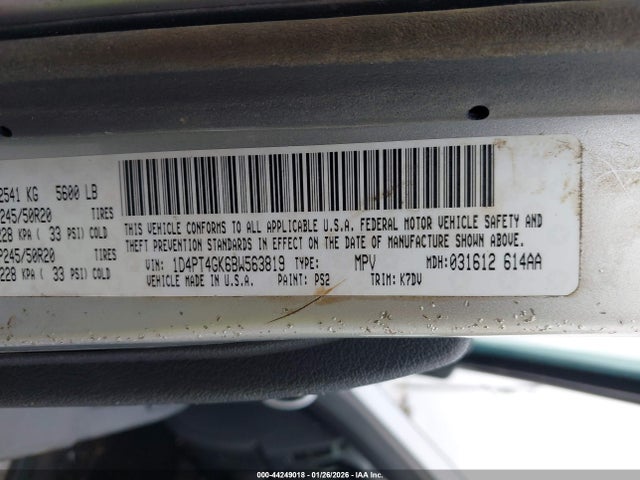 2541 KG 5600 LB
P245/50R20 TIRES
228 KPA ( 33 PSI) COLD
P245/50R20 TIRES
228 KPA ( 33 PSI) COLD
THIS VEHICLE CONFORMS TO ALL APPLICABLE U.S.A. FEDERAL MOTOR VEHICLE SAFETY AND
THEFT PREVENTION STANDARDS IN EFFECT ON THE DATE OF MANUFACTURE SHOWN ABOVE.
VIN: 1D4PT4GK6BW563819 TYPE: MPV MDH: 031612 614AA
MADE IN U.S.A. PAINT: PS2 TRIM: K7DV
000-44249018 - 01/26/2026 - IAA Inc.